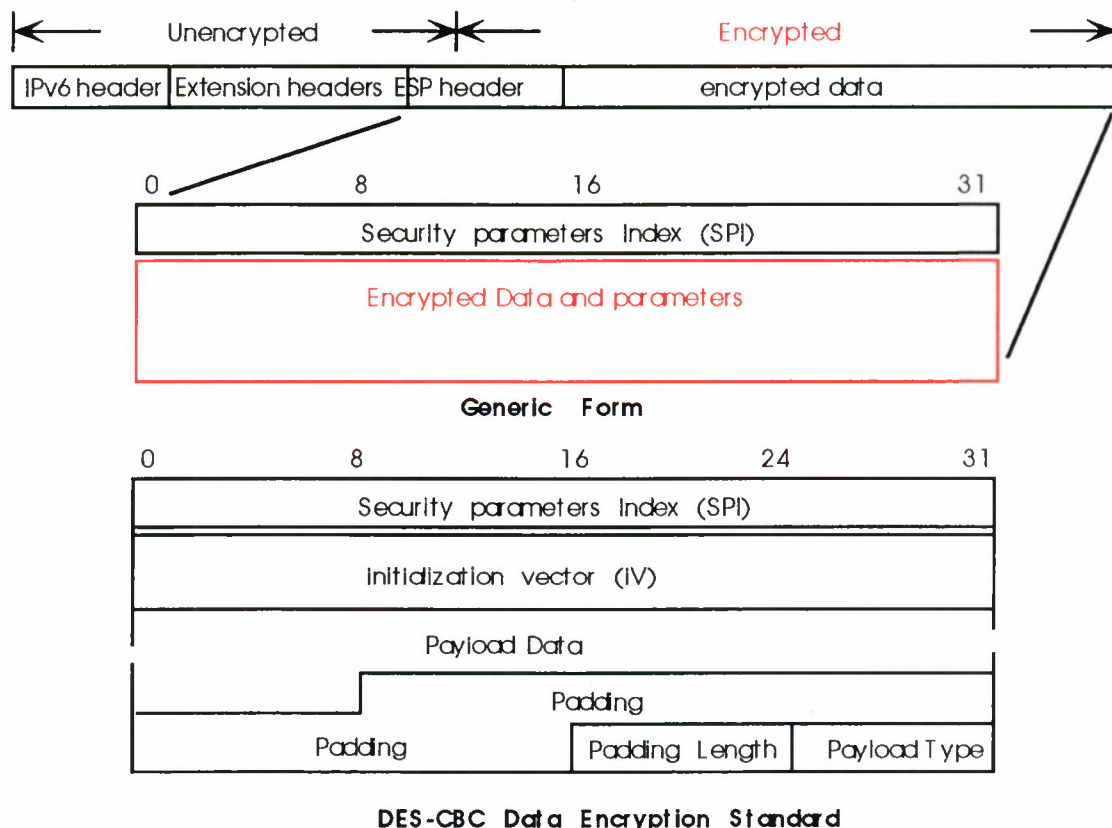 Unencrypted Encrypted
IPv6 header Extension headers ESP header encrypted data
0 8 16 31
Security parameters Index (SPI)
Encrypted Data and parameters
Generic Form
0 8 16 24 31
Security parameters Index (SPI)
initialization vector (IV)
Payload Data
Padding
Padding Padding Length Payload Type
DES-CBC Data Encryption Standard